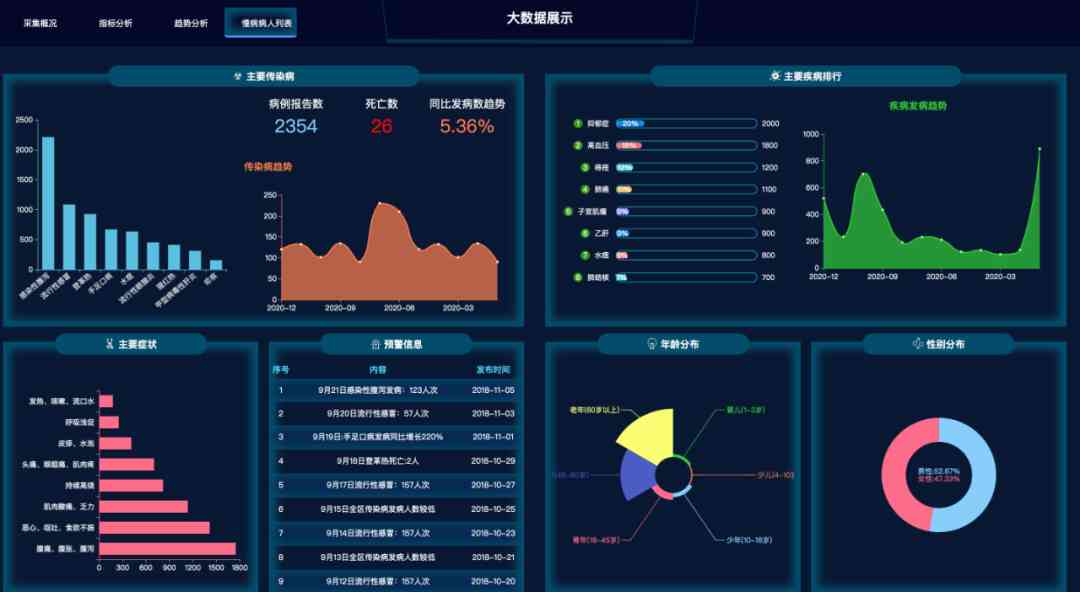 采集概况 指标分析 趋势分析 慢病病人列表
大数据展示
主要传染病
病例报告数 死亡数 同比发病数趋势
2354 26 5.36%
2500
2000
1500
1000
500
0
感染性腹泻 流行性感冒 登革热 手足口病 水痘 流行性腮腺炎 猩红热 甲型病毒性肝炎
传染病趋势
250
200
150
100
50
0
2020-12 2020-09 2020-06 2020-03
主要疾病排行
1 抑郁症 20% 2000
2 高血压 18% 1800
3 痔疮 12% 1200
4 肺癌 11% 1100
5 子宫肌瘤 9% 900
6 乙肝 9% 900
7 水痘 8% 800
8 肺结核 7% 700
疾病发病趋势
1000
800
600
400
200
0
2020-12 2020-09 2020-06 2020-03
主要症状
发热、咳嗽、流口水
呼吸浅促
皮疹、水泡
头痛、眼眶痛、肌肉疼
持续高烧
肌肉酸痛、乏力
恶心、呕吐、食欲不振
腹痛、腹胀、腹泻
0 300 600 900 1200 1500 1800
预警信息
序号 内容 发布时间
1 9月21日感染性腹泻发病：123人次 2018-11-05
2 9月20日流行性感冒：57人次 2018-11-03
3 9月19日:手足口病发病同比增长220% 2018-11-01
4 9月18日登革热死亡:2人 2018-10-29
5 9月17日流行性感冒：157人次 2018-10-27
6 9月15日全区传染病发病人数较低 2018-10-25
7 9月14日流行性感冒：157人次 2018-10-23
8 9月13日全区传染病发病人数较低 2018-10-21
9 9月12日流行性感冒：157人次 2018-10-20
年龄分布
老年(60岁以上) 婴儿(1-3岁)
少儿(4-10)
青年(18-45岁) 少年(10-18岁)
性别分布
男性:52.67%
女性:47.33%